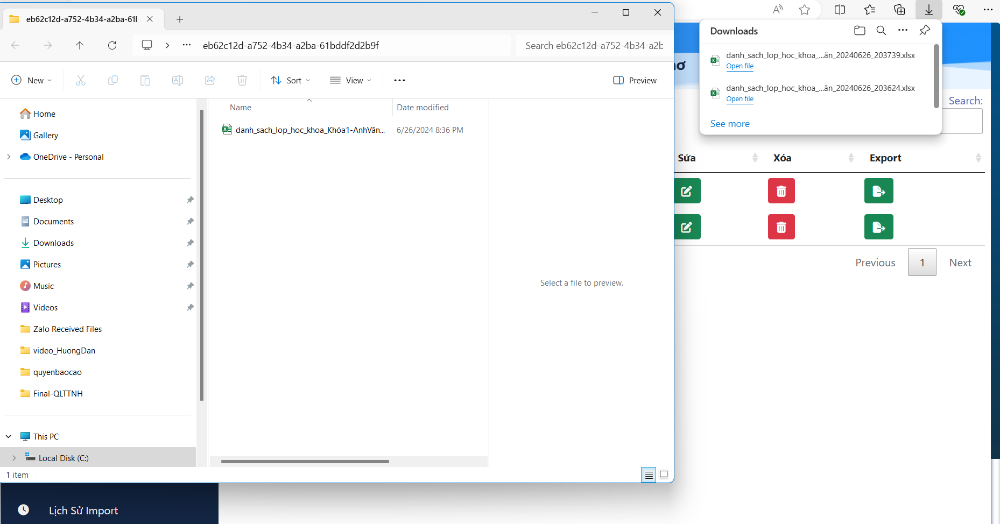 eb62c12d-a752-4b34-a2ba-61
eb62c12d-a752-4b34-a2ba-61bddf2d2b9f
Search eb62c12d-a752-4b34-a2b
New
Sort
View
Preview
Home
Gallery
OneDrive - Personal
Desktop
Documents
Downloads
Pictures
Music
Videos
Zalo Received Files
video_HuongDan
quyenbaocao
Final-QLTTNH
This PC
Local Disk (C:)
1 item
Name
Date modified
danh_sach_lop_hoc_khoa_Khóa1-AnhVăn...
6/26/2024 8:36 PM
Select a file to preview.
Downloads
danh_sach_lop_hoc_khoa_...ăn_20240626_203739.xlsx
Open file
danh_sach_lop_hoc_khoa_...ăn_20240626_203624.xlsx
Open file
See more
Search:
Sửa
Xóa
Export
Previous
1
Next
Lịch Sử Import